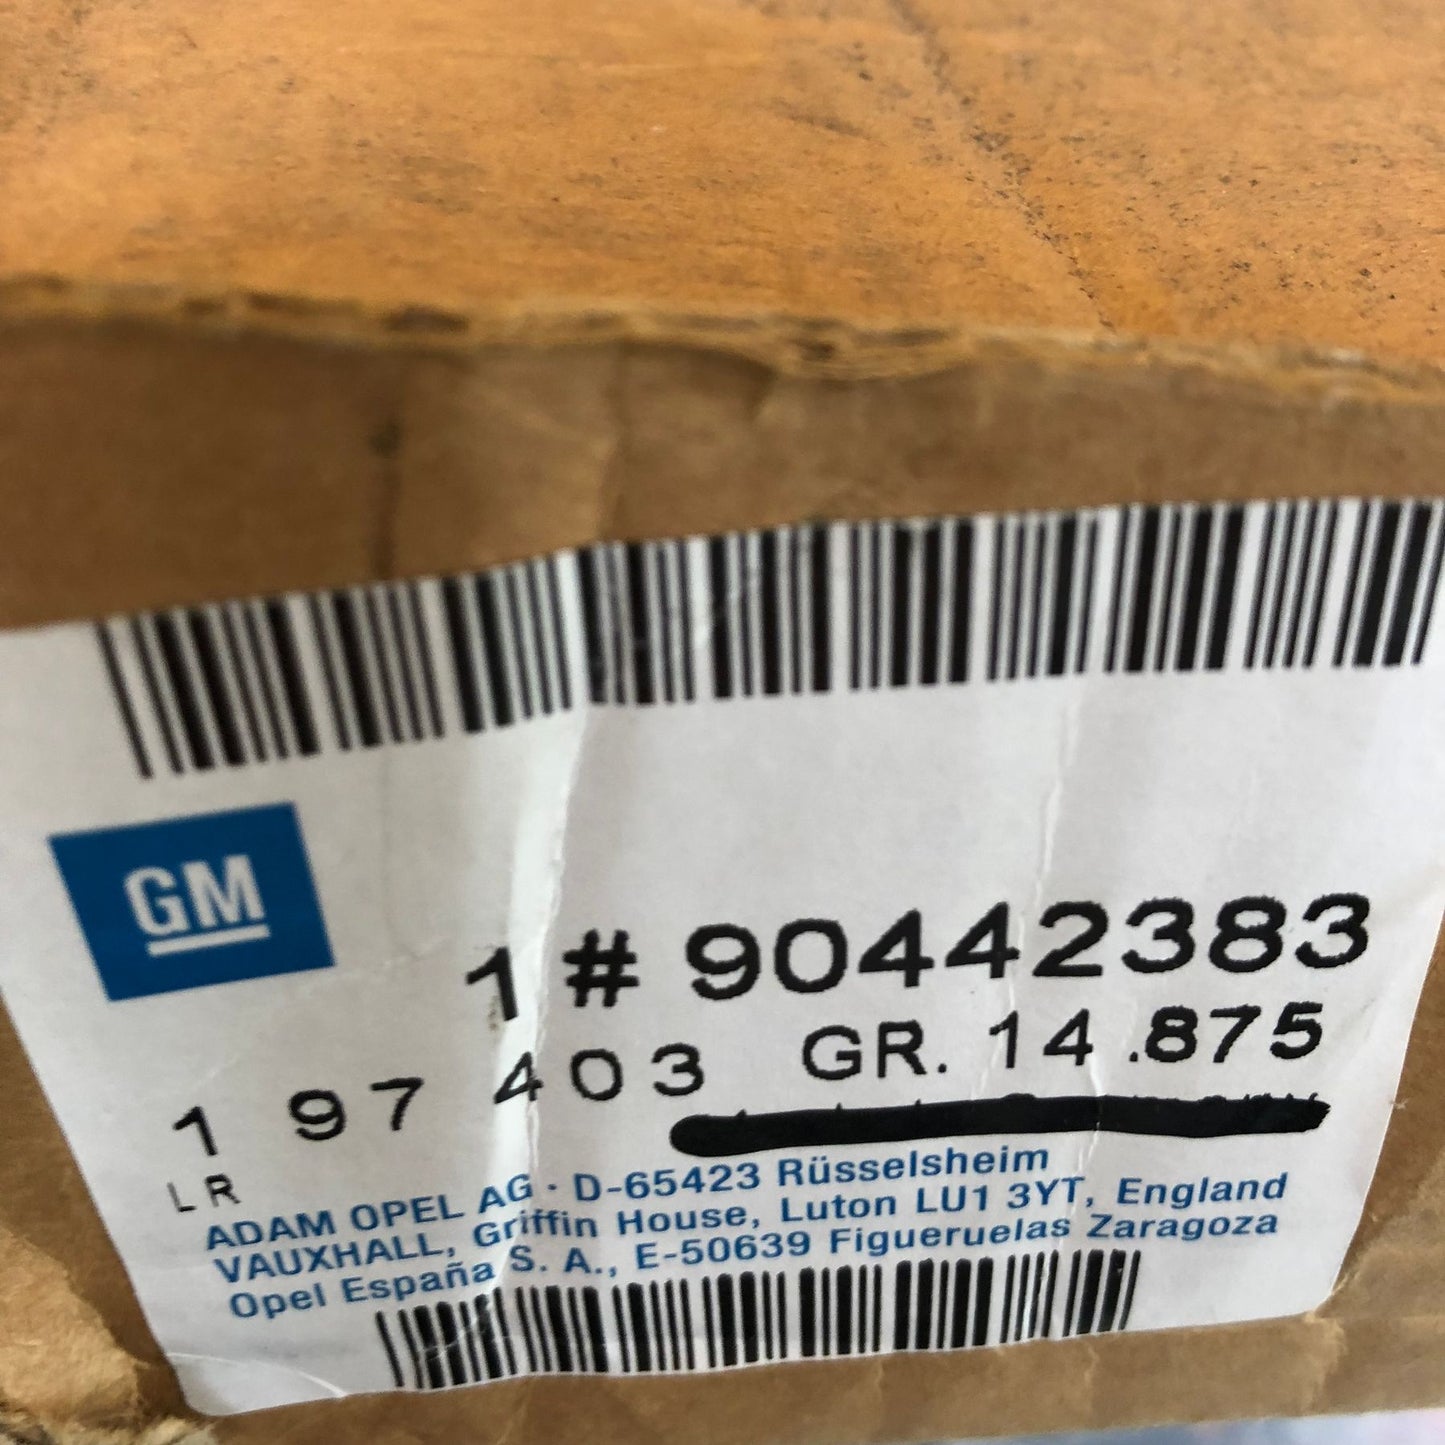 GM
1 # 90442383
1 97 403 GR. 14.875
LR
ADAM OPEL AG · D-65423 Rüsselsheim
VAUXHALL, Griffin House, Luton LU1 3YT, England
Opel España S. A., E-50639 Figueruelas Zaragoza